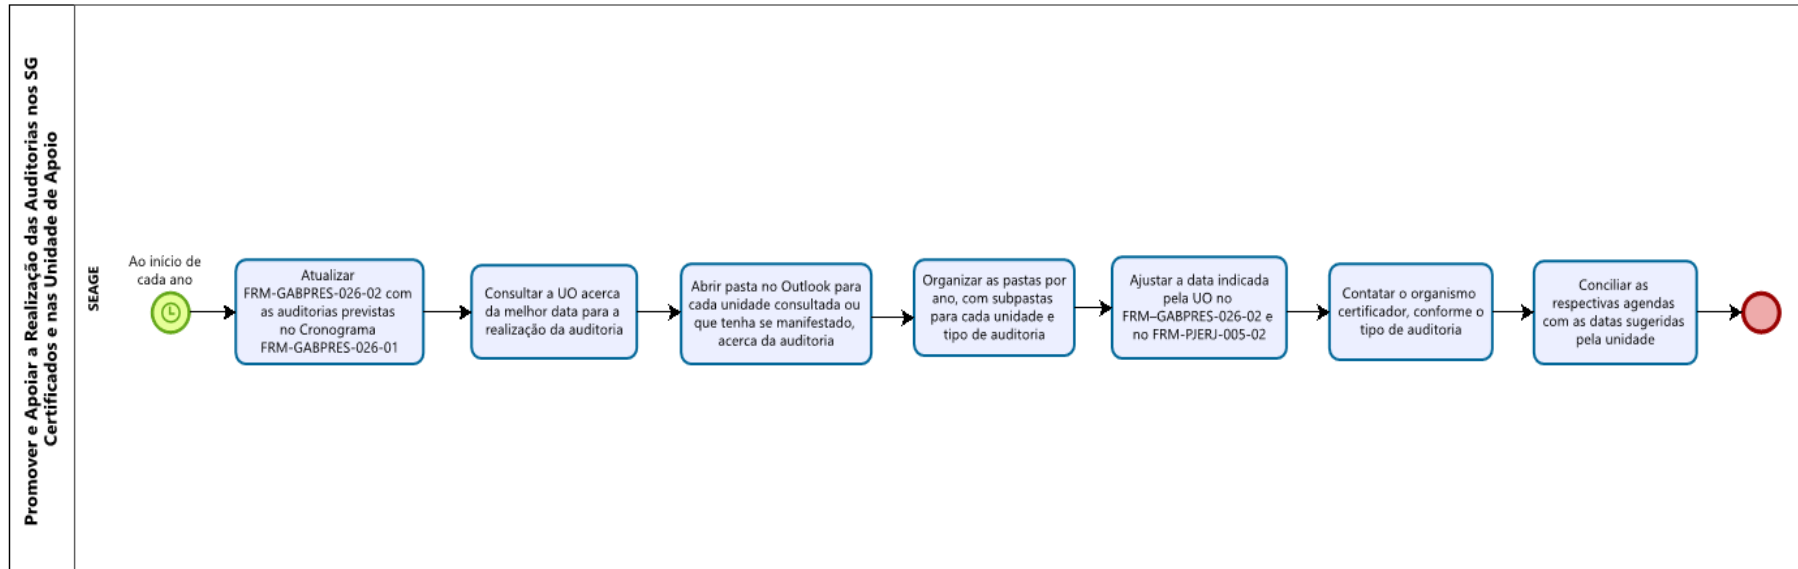 Promover e Apoiar a Realização das Auditorias nos SG
Certificados e nas Unidade de Apoio
SEAGE
Ao início de
cada ano
Atualizar
FRM-GABPRES-026-02 com
as auditorias previstas
no Cronograma
FRM-GABPRES-026-01
Consultar a UO acerca
da melhor data para a
realização da auditoria
Abrir pasta no Outlook para
cada unidade consultada ou
que tenha se manifestado,
acerca da auditoria
Organizar as pastas por
ano, com subpastas
para cada unidade e
tipo de auditoria
Ajustar a data indicada
pela UO no
FRM–GABPRES-026-02 e
no FRM-PJERJ-005-02
Contatar o organismo
certificador, conforme o
tipo de auditoria
Conciliar as
respectivas agendas
com as datas sugeridas
pela unidade